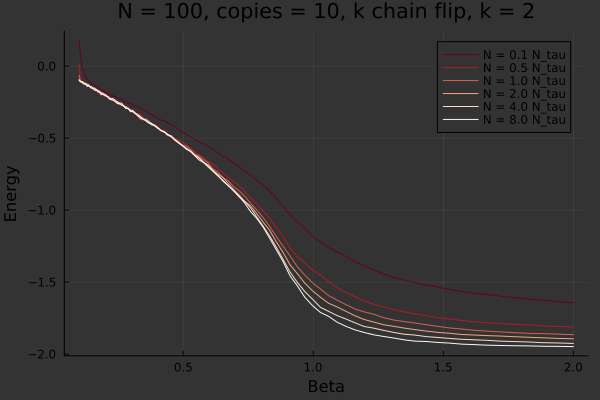 N = 100, copies = 10, k chain flip, k = 2
N = 0.1 N_tau
N = 0.5 N_tau
N = 1.0 N_tau
N = 2.0 N_tau
N = 4.0 N_tau
N = 8.0 N_tau
Energy
0.0
−0.5
−1.0
−1.5
−2.0
0.5
1.0
1.5
2.0
Beta